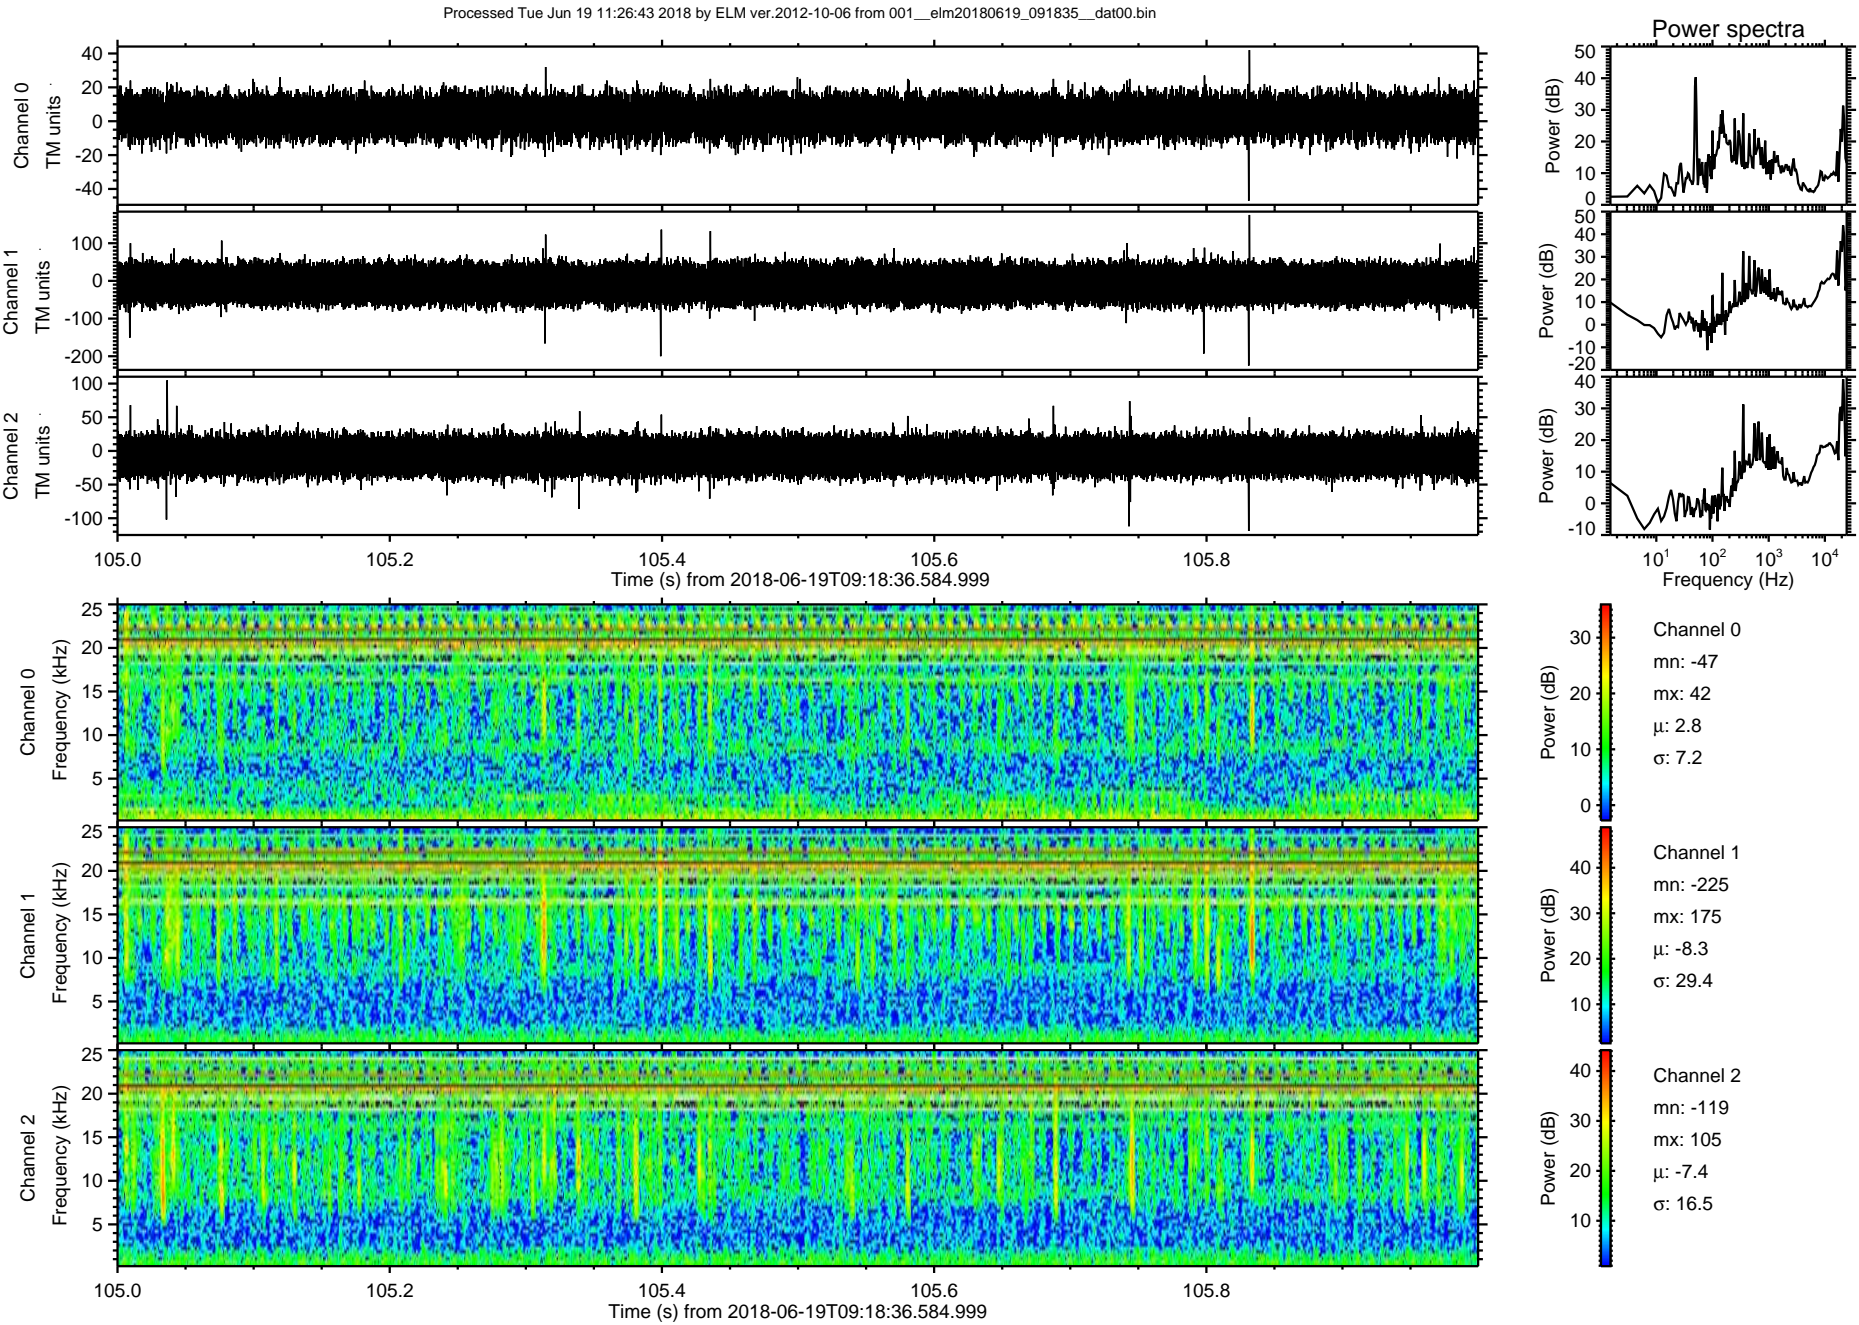 Processed Tue Jun 19 11:26:43 2018 by ELM ver.2012-10-06 from 001__elm20180619_091835__dat00.bin
Power spectra
Channel 0
TM units
40
20
0
-20
-40
Power (dB)
50
40
30
20
10
0
Channel 1
TM units
100
0
-100
-200
Power (dB)
50
40
30
20
10
0
-10
-20
Channel 2
TM units
100
50
0
-50
-100
Power (dB)
40
30
20
10
0
-10
105.0 105.2 105.4 105.6 105.8
Time (s) from 2018-06-19T09:18:36.584.999
10¹ 10² 10³ 10⁴
Frequency (Hz)
Channel 0
Frequency (kHz)
25
20
15
10
5
Power (dB)
30
20
10
0
Channel 0
mn: -47
mx: 42
μ: 2.8
σ: 7.2
Channel 1
Frequency (kHz)
25
20
15
10
5
Power (dB)
40
30
20
10
Channel 1
mn: -225
mx: 175
μ: -8.3
σ: 29.4
Channel 2
Frequency (kHz)
25
20
15
10
5
Power (dB)
40
30
20
10
Channel 2
mn: -119
mx: 105
μ: -7.4
σ: 16.5
105.0 105.2 105.4 105.6 105.8
Time (s) from 2018-06-19T09:18:36.584.999